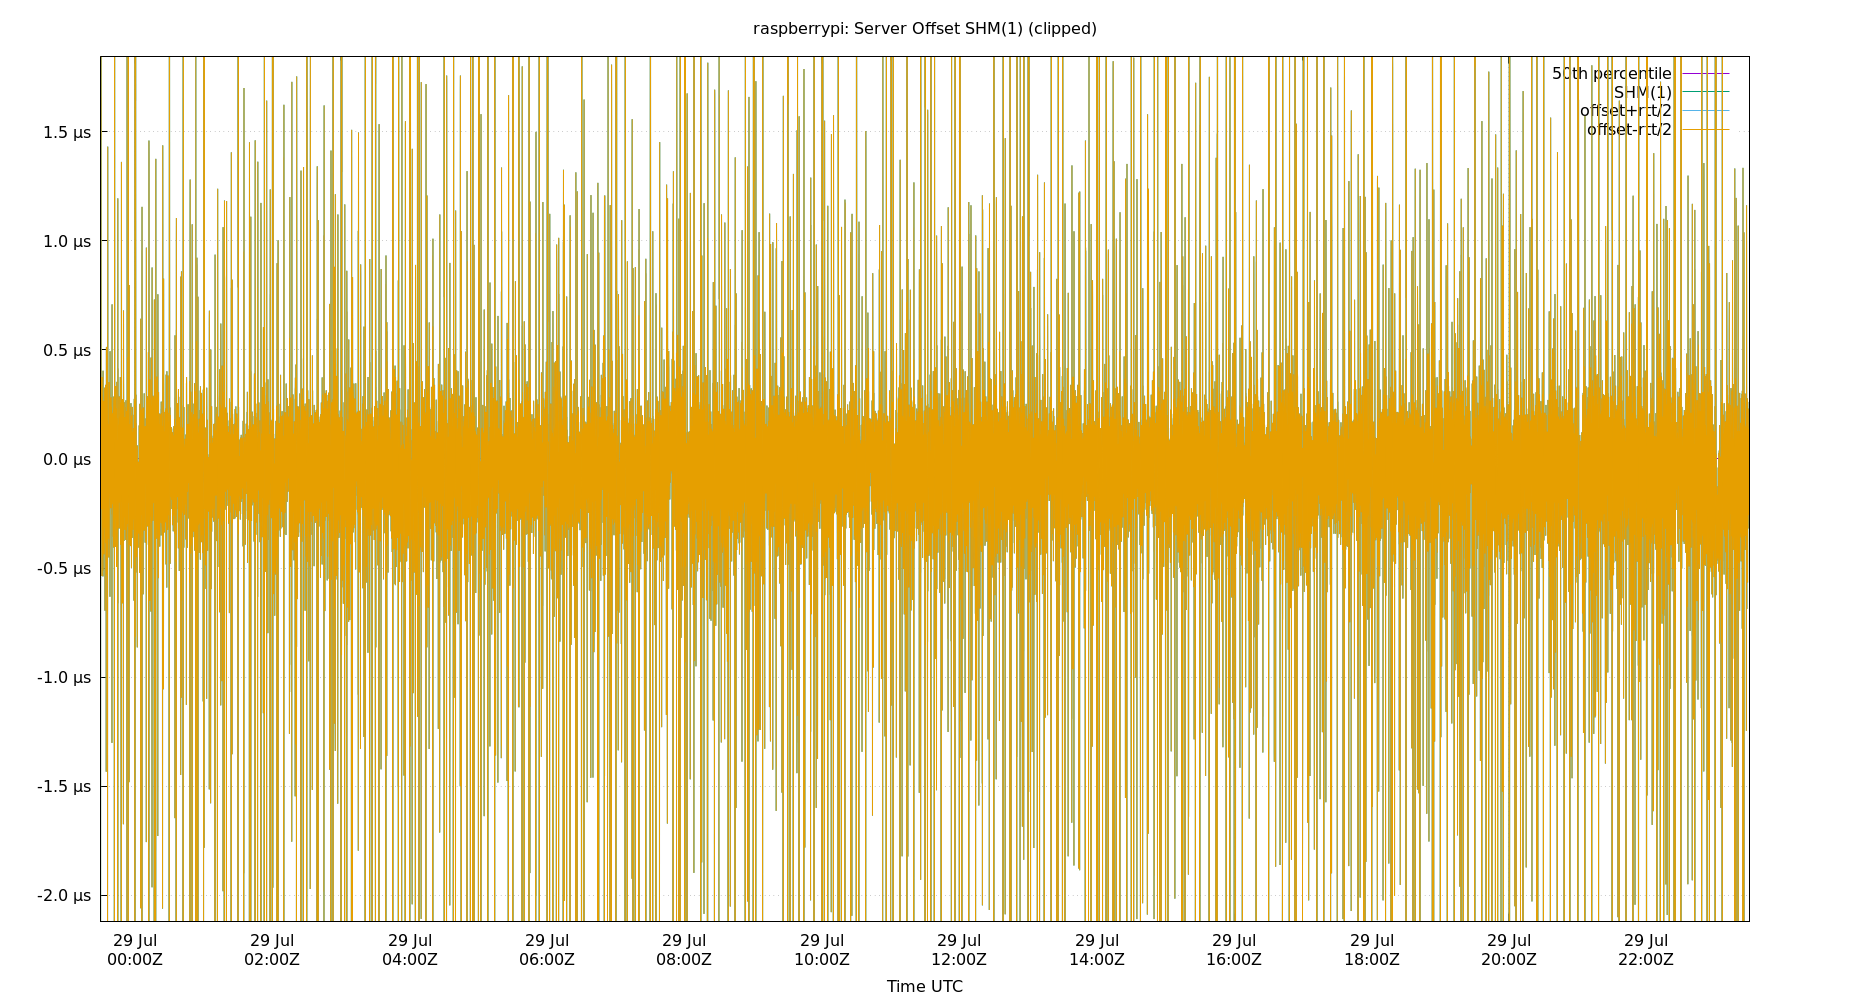 raspberrypi: Server Offset SHM(1) (clipped)
50th percentile
SHM(1)
offset+rtt/2
offset-rtt/2
1.5 µs
1.0 µs
0.5 µs
0.0 µs
-0.5 µs
-1.0 µs
-1.5 µs
-2.0 µs
29 Jul 29 Jul 29 Jul 29 Jul 29 Jul 29 Jul 29 Jul 29 Jul 29 Jul 29 Jul 29 Jul 29 Jul
00:00Z 02:00Z 04:00Z 06:00Z 08:00Z 10:00Z 12:00Z 14:00Z 16:00Z 18:00Z 20:00Z 22:00Z
Time UTC